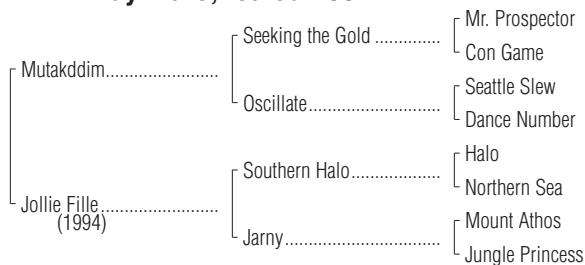 Seeking the Gold
Mr. Prospector
Con Game
Mutakddim
Oscillate
Seattle Slew
Dance Number
Southern Halo
Halo
Northern Sea
Jollie Fille
(1994)
Jarny
Mount Athos
Jungle Princess